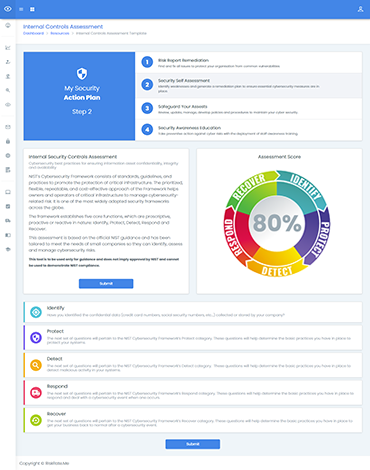 Internal Controls Assessment
Dashboard > Resources > Internal Controls Assessment Template
My Security
Action Plan
Step 2
1
Risk Report Remediation
Find and fix all issues to protect your organization from common vulnerabilities.
2
Security Self Assessment
Identify weaknesses and generate a remediation plan to ensure essential cybersecurity measures are in
place.
3
Safeguard Your Assets
Review, update, manage, develop policies and procedures to maintain your cyber security.
4
Security Awareness Education
Take proactive action against cyber risks with the deployment of staff awareness training.
Internal Security Controls Assessment
Cybersecurity best practices for ensuring information asset confidentiality, integrity,
and availability.
NIST's Cybersecurity Framework consists of standards, guidelines, and
practices to promote the protection of critical infrastructure. The prioritized,
flexible, repeatable, and cost-effective approach of the framework helps
owners and operators of critical infrastructure to manage cybersecurity-
related risk. It is one of the most widely adopted security frameworks
across the globe.
The framework establishes five core functions, which are prescriptive,
proactive or reactive in nature: Identify, Protect, Detect, Respond and
Recover.
This assessment is based on the official NIST guidance and has been
tailored to meet the needs of small companies so they can identify, assess
and manage cybersecurity risk.
This tool is to be used only for guidance and does not imply approval by NIST and cannot
be used to demonstrate NIST compliance.
Submit
Assessment Score
RECOVER
IDENTIFY
PROTECT
DETECT
RESPOND
80%
Identify
Have you identified the confidential data (credit card numbers, social security numbers, etc.) collected or stored by your company?
Protect
The next set of questions will pertain to the NIST Cybersecurity Framework's Protect category. These questions will help determine the basic practices you have in place to
protect your systems.
Detect
The next set of questions will pertain to the NIST Cybersecurity Framework's Detect category. These questions will help determine the basic practices you have in place to
detect malicious activity in your systems.
Respond
The next set of questions will pertain to the NIST Cybersecurity Framework's Respond category. These questions will help determine the basic practices you have in place to
respond and deal with a cybersecurity event when one occurs.
Recover
The next set of questions will pertain to the NIST Cybersecurity Framework's Recover category. These questions will help determine the basic practices you have in place to
get your business back to normal after a cybersecurity event.
Submit